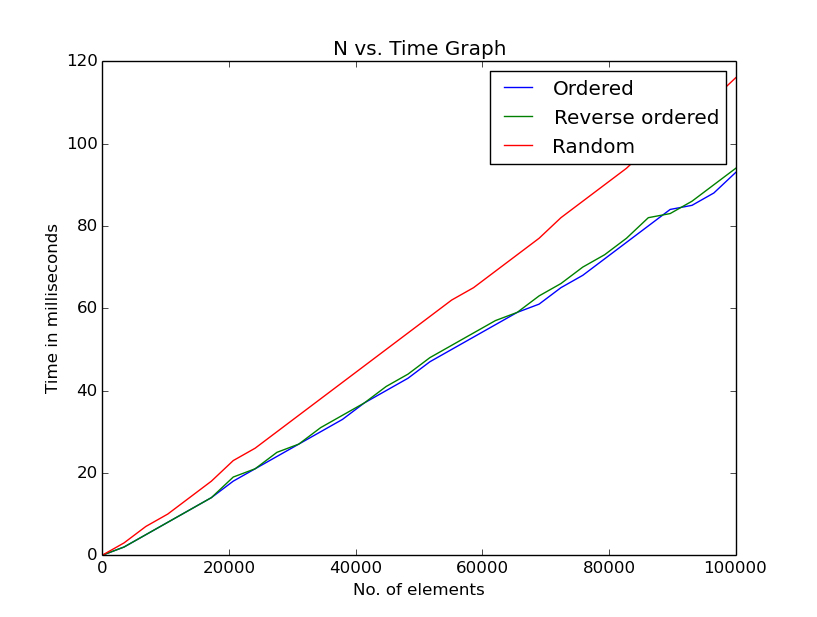 N vs. Time Graph
120
100
80
60
40
20
0
Time in milliseconds
Ordered
Reverse ordered
Random
0 20000 40000 60000 80000 100000
No. of elements